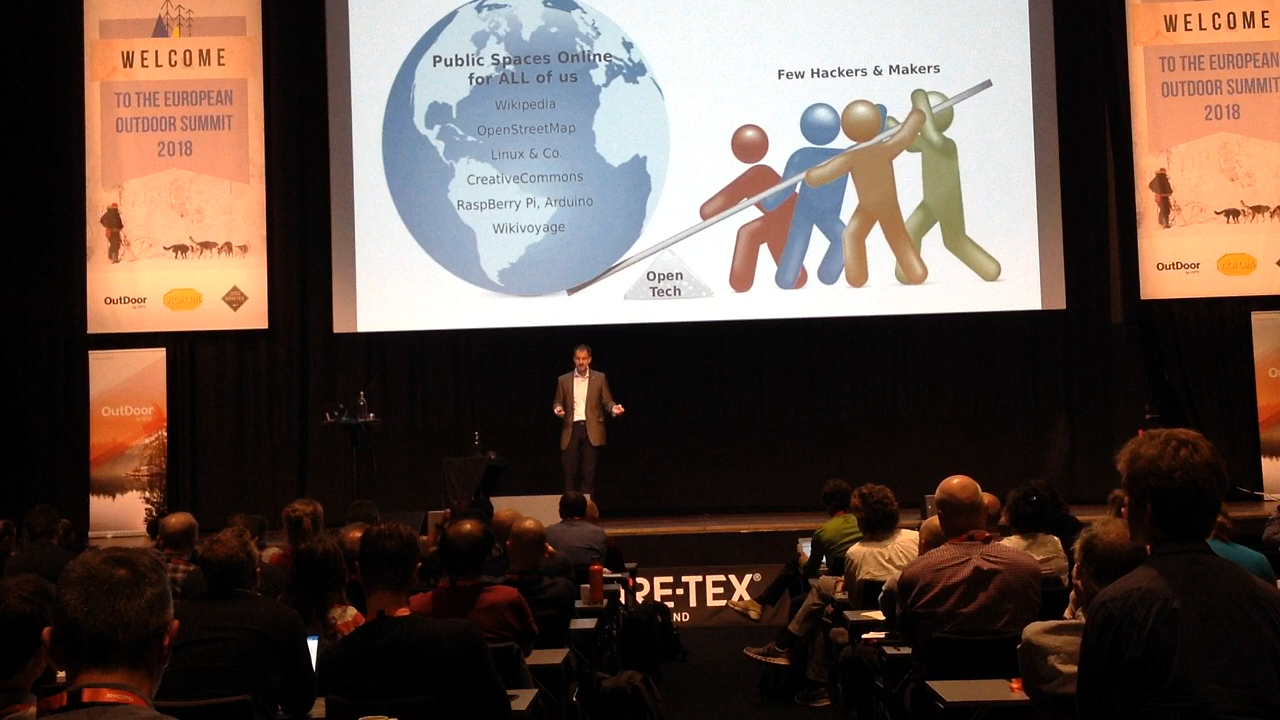 WELCOME
TO THE EUROPEAN
OUTDOOR SUMMIT
2018
OutDoor
OutDoor
Public Spaces Online
for ALL of us
Wikipedia
OpenStreetMap
Linux & Co.
CreativeCommons
RaspBerry Pi, Arduino
Wikivoyage
Few Hackers & Makers
Open
Tech
RE-TEX®
ND
WELCOME
TO THE EUROPEAN
OUTDOOR SUMMIT
2018
OutDoor